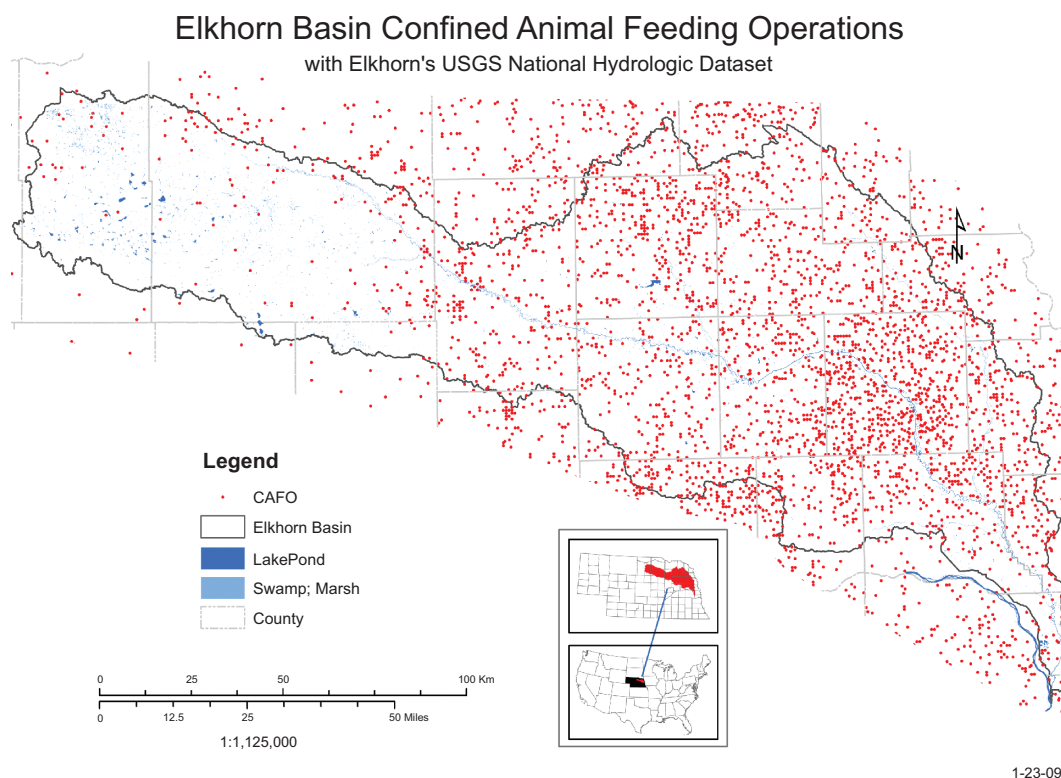 Elkhorn Basin Confined Animal Feeding Operations
with Elkhorn's USGS National Hydrologic Dataset
N
Legend
CAFO
Elkhorn Basin
LakePond
Swamp; Marsh
County
0 25 50 100 Km
0 12.5 25 50 Miles
1:1,125,000
1-23-09